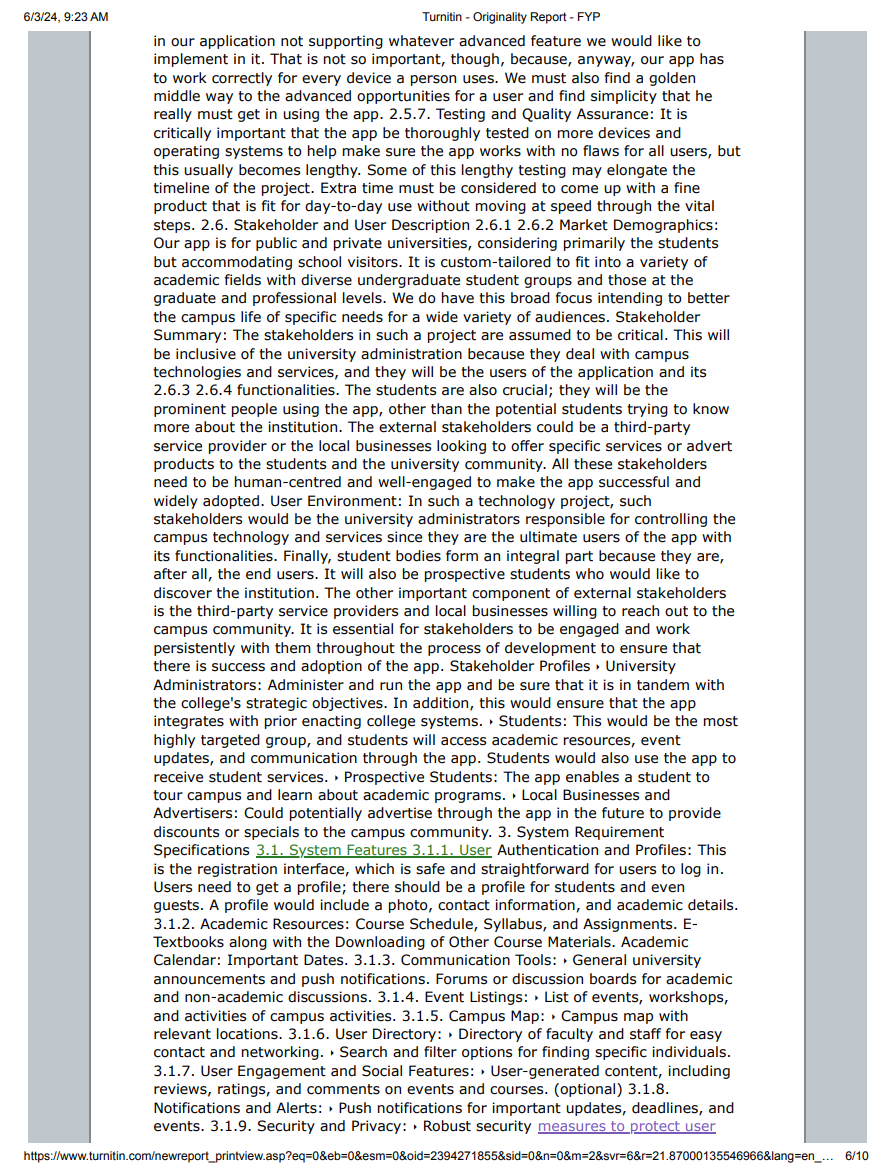 6/3/24, 9:23 AM
Turnitin - Originality Report - FYP
in our application not supporting whatever advanced feature we would like to
implement in it. That is not so important, though, because, anyway, our app has
to work correctly for every device a person uses. We must also find a golden
middle way to the advanced opportunities for a user and find simplicity that he
really must get in using the app. 2.5.7. Testing and Quality Assurance: It is
critically important that the app be thoroughly tested on more devices and
operating systems to help make sure the app works with no flaws for all users, but
this usually becomes lengthy. Some of this lengthy testing may elongate the
timeline of the project. Extra time must be considered to come up with a fine
product that is fit for day-to-day use without moving at speed through the vital
steps. 2.6. Stakeholder and User Description 2.6.1 2.6.2 Market Demographics:
Our app is for public and private universities, considering primarily the students
but accommodating school visitors. It is custom-tailored to fit into a variety of
academic fields with diverse undergraduate student groups and those at the
graduate and professional levels. We do have this broad focus intending to better
the campus life of specific needs for a wide variety of audiences. Stakeholder
Summary: The stakeholders in such a project are assumed to be critical. This will
be inclusive of the university administration because they deal with campus
technologies and services, and they will be the users of the application and its
2.6.3 2.6.4 functionalities. The students are also crucial; they will be the
prominent people using the app, other than the potential students trying to know
more about the institution. The external stakeholders could be a third-party
service provider or the local businesses looking to offer specific services or advert
products to the students and the university community. All these stakeholders
need to be human-centred and well-engaged to make the app successful and
widely adopted. User Environment: In such a technology project, such
stakeholders would be the university administrators responsible for controlling the
campus technology and services since they are the ultimate users of the app with
its functionalities. Finally, student bodies form an integral part because they are,
after all, the end users. It will also be prospective students who would like to
discover the institution. The other important component of external stakeholders
is the third-party service providers and local businesses willing to reach out to the
campus community. It is essential for stakeholders to be engaged and work
persistently with them throughout the process of development to ensure that
there is success and adoption of the app. Stakeholder Profiles ‣ University
Administrators: Administer and run the app and be sure that it is in tandem with
the college's strategic objectives. In addition, this would ensure that the app
integrates with prior enacting college systems. ‣ Students: This would be the most
highly targeted group, and students will access academic resources, event
updates, and communication through the app. Students would also use the app to
receive student services. ‣ Prospective Students: The app enables a student to
tour campus and learn about academic programs. ‣ Local Businesses and
Advertisers: Could potentially advertise through the app in the future to provide
discounts or specials to the campus community. 3. System Requirement
Specifications 3.1. System Features 3.1.1. User Authentication and Profiles: This
is the registration interface, which is safe and straightforward for users to log in.
Users need to get a profile; there should be a profile for students and even
guests. A profile would include a photo, contact information, and academic details.
3.1.2. Academic Resources: Course Schedule, Syllabus, and Assignments. E-
Textbooks along with the Downloading of Other Course Materials. Academic
Calendar: Important Dates. 3.1.3. Communication Tools: ‣ General university
announcements and push notifications. Forums or discussion boards for academic
and non-academic discussions. 3.1.4. Event Listings: ‣ List of events, workshops,
and activities of campus activities. 3.1.5. Campus Map: ‣ Campus map with
relevant locations. 3.1.6. User Directory: ‣ Directory of faculty and staff for easy
contact and networking. ‣ Search and filter options for finding specific individuals.
3.1.7. User Engagement and Social Features: ‣ User-generated content, including
reviews, ratings, and comments on events and courses. (optional) 3.1.8.
Notifications and Alerts: ‣ Push notifications for important updates, deadlines, and
events. 3.1.9. Security and Privacy: ‣ Robust security measures to protect user
https://www.turnitin.com/newreport_printview.asp?eq=0&eb=0&esm=0&oid=2394271855&sid=0&n=0&m=2&svr=6&r=21.87000135546966&lang=en_…
6/10